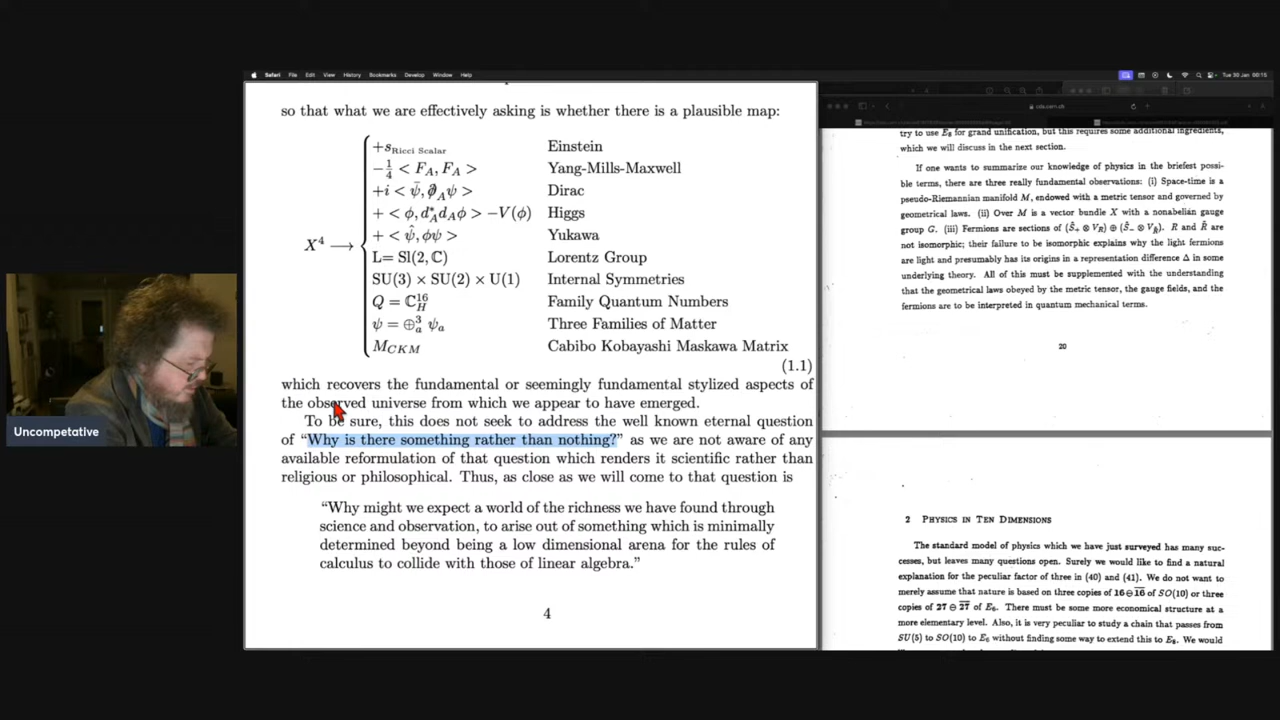 Safari File Edit View History Bookmarks Develop Window Help
Tue 30 Jan 00:15
so that what we are effectively asking is whether there is a plausible map:
+s_Ricci Scalar Einstein
−1/4 < F_A, F_A > Yang-Mills-Maxwell
+i < ψ̄, ∂̸_A ψ > Dirac
+ < φ, d*_A d_A φ > −V(φ) Higgs
+ < ψ̂, φψ > Yukawa
X⁴ ⟶
L= Sl(2, ℂ) Lorentz Group
SU(3) × SU(2) × U(1) Internal Symmetries
Q = ℂ_H^16 Family Quantum Numbers
ψ = ⊕_a^3 ψ_a Three Families of Matter
M_CKM Cabibo Kobayashi Maskawa Matrix
(1.1)
which recovers the fundamental or seemingly fundamental stylized aspects of
the observed universe from which we appear to have emerged.
To be sure, this does not seek to address the well known eternal question
of “Why is there something rather than nothing?” as we are not aware of any
available reformulation of that question which renders it scientific rather than
religious or philosophical. Thus, as close as we will come to that question is
“Why might we expect a world of the richness we have found through
science and observation, to arise out of something which is minimally
determined beyond being a low dimensional arena for the rules of
calculus to collide with those of linear algebra.”
4
Uncompetative
try to use E₈ for grand unification, but this requires some additional ingredients,
which we will discuss in the next section.
If one wants to summarize our knowledge of physics in the briefest possi-
ble terms, there are three really fundamental observations: (i) Space-time is a
pseudo-Riemannian manifold M, endowed with a metric tensor and governed by
geometrical laws. (ii) Over M is a vector bundle X with a nonabelian gauge
group G. (iii) Fermions are sections of (Ŝ₊ ⊗ V_R) ⊕ (Ŝ₋ ⊗ V_R̃). R and R̃ are
not isomorphic; their failure to be isomorphic explains why the light fermions
are light and presumably has its origins in a representation difference Δ in some
underlying theory. All of this must be supplemented with the understanding
that the geometrical laws obeyed by the metric tensor, the gauge fields, and the
fermions are to be interpreted in quantum mechanical terms.
20
2 PHYSICS IN TEN DIMENSIONS
The standard model of physics which we have just surveyed has many suc-
cesses, but leaves many questions open. Surely we would like to find a natural
explanation for the peculiar factor of three in (40) and (41). We do not want to
merely assume that nature is based on three copies of 16 ⊖ 1̄6̄ of SO(10) or three
copies of 27 ⊖ 2̄7̄ of E₆. There must be some more economical structure at a
more elementary level. Also, it is very peculiar to study a chain that passes from
SU(5) to SO(10) to E₆ without finding some way to extend this to E₈. We would